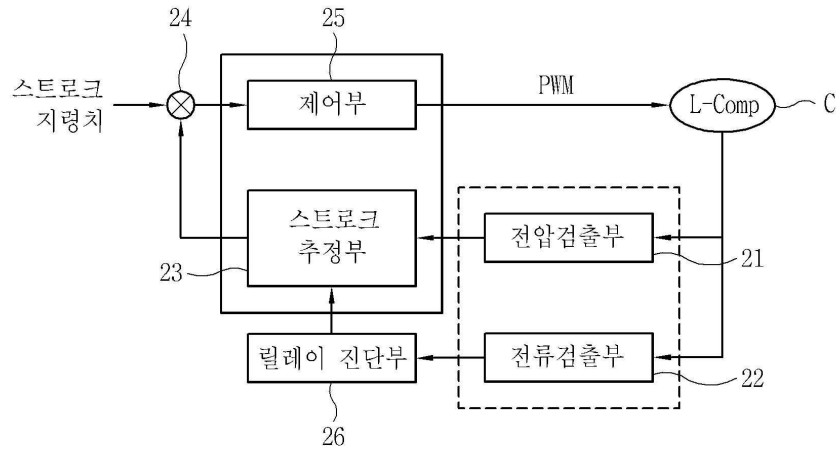 24
25
스트로크
지령치
제어부
PWM
L-Comp
C
스트로크
추정부
23
전압검출부
21
릴레이 진단부
전류검출부
22
26